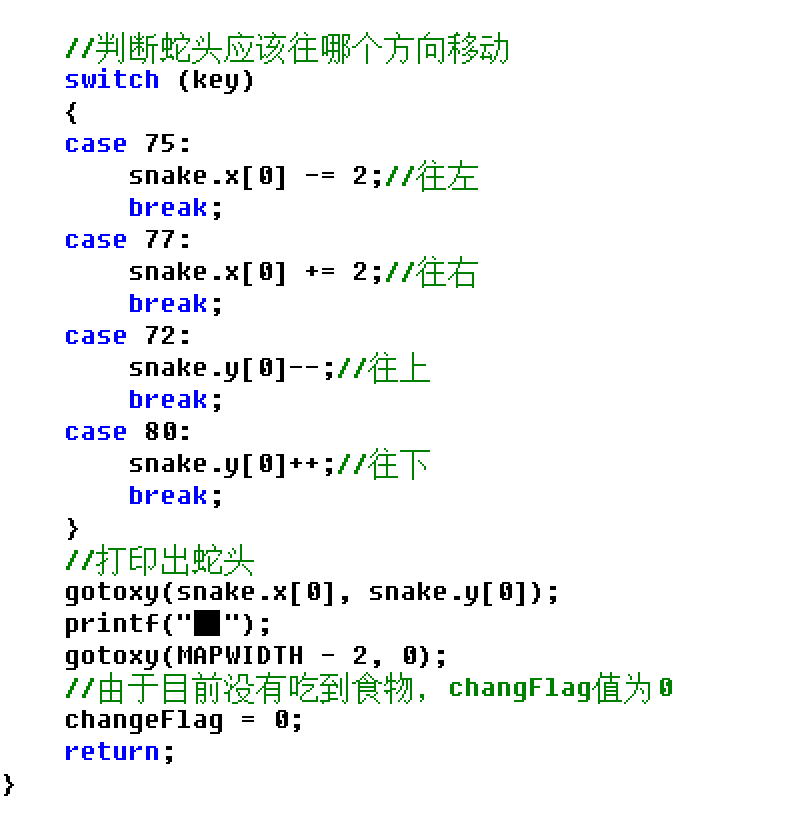 //判断蛇头应该往哪个方向移动
switch (key)
{
case 75:
snake.x[0] -= 2;//往左
break;
case 77:
snake.x[0] += 2;//往右
break;
case 72:
snake.y[0]--;//往上
break;
case 80:
snake.y[0]++;//往下
break;
}
//打印出蛇头
gotoxy(snake.x[0], snake.y[0]);
printf("■");
gotoxy(MAPWIDTH - 2, 0);
//由于目前没有吃到食物, changFlag值为0
changeFlag = 0;
return;
}